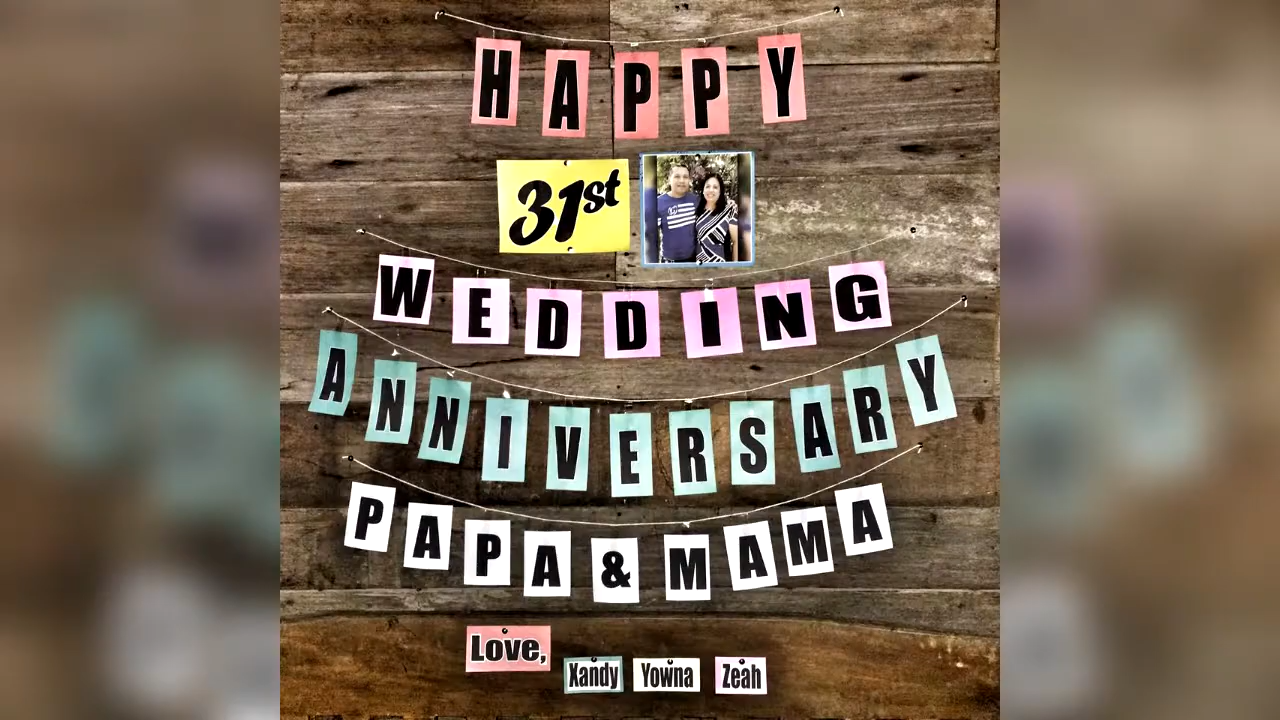 HAPPY
31st
WEDDING
ANNIVERSARY
PAPA & MAMA
Love,
Xandy Yowna Zeah